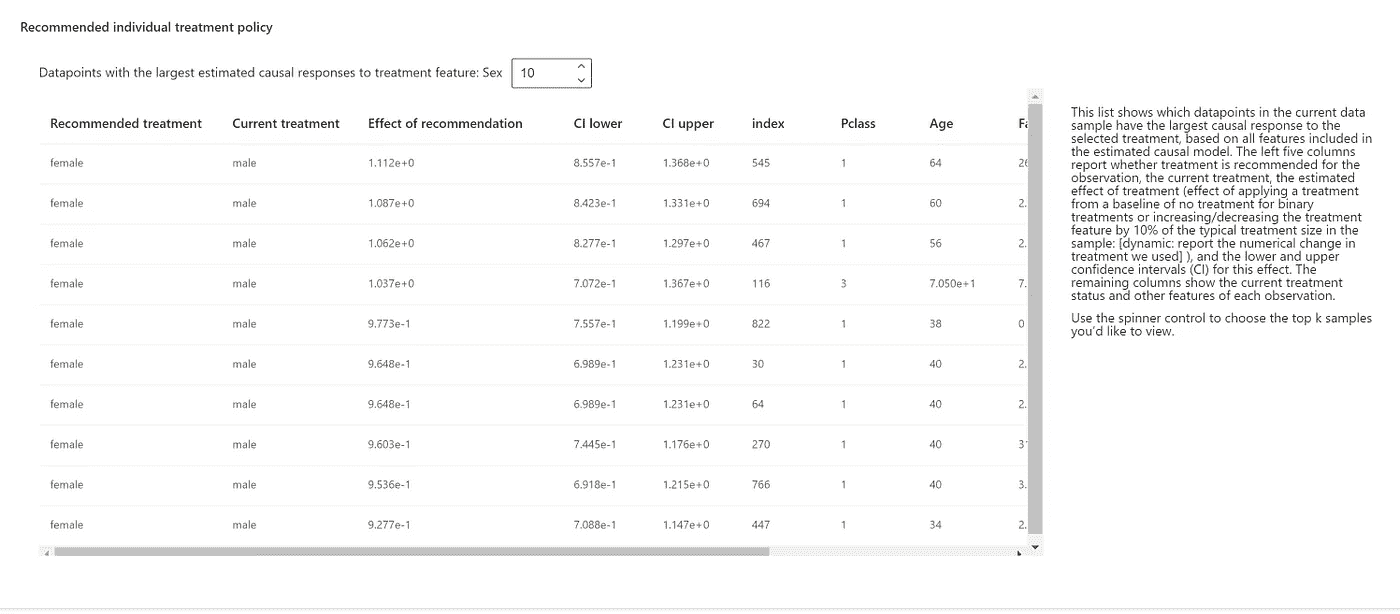 Recommended individual treatment policy
Datapoints with the largest estimated causal responses to treatment feature: Sex 10
Recommended treatment Current treatment Effect of recommendation CI lower CI upper index Pclass Age
female male 1.112e+0 8.557e-1 1.368e+0 545 1 64
female male 1.087e+0 8.423e-1 1.331e+0 694 1 60 2.
female male 1.062e+0 8.277e-1 1.297e+0 467 1 56 2.
female male 1.037e+0 7.072e-1 1.367e+0 116 3 7.050e+1 7.
female male 9.773e-1 7.557e-1 1.199e+0 822 1 38 0
female male 9.648e-1 6.989e-1 1.231e+0 30 1 40 2.
female male 9.648e-1 6.989e-1 1.231e+0 64 1 40 2.
female male 9.603e-1 7.445e-1 1.176e+0 270 1 40
female male 9.536e-1 6.918e-1 1.215e+0 766 1 40 3.
female male 9.277e-1 7.088e-1 1.147e+0 447 1 34 2.
This list shows which datapoints in the current data
sample have the largest causal response to the
selected treatment, based on all features included in
the estimated causal model. The left five columns
report whether treatment is recommended for the
observation, the current treatment, the estimated
effect of treatment (effect of applying a treatment
from a baseline of no treatment for binary
treatments or increasing/decreasing the treatment
feature by 10% of the typical treatment size in the
sample: [dynamic: report the numerical change in
treatment we used] ), and the lower and upper
confidence intervals (CI) for this effect. The
remaining columns show the current treatment
status and other features of each observation.
Use the spinner control to choose the top k samples
you'd like to view.